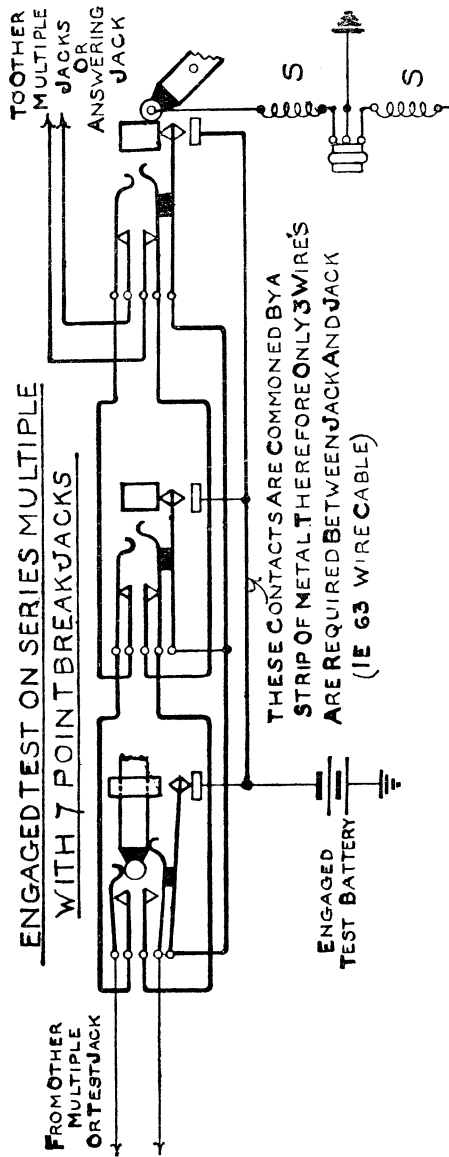 ENGAGED TEST ON SERIES MULTIPLE
WITH 7 POINT BREAK JACKS
FROM OTHER
MULTIPLE
OR TEST JACK
TO OTHER
MULTIPLE
JACKS
OR
ANSWERING
JACK
ENGAGED
TEST BATTERY
THESE CONTACTS ARE COMMONED BY A
STRIP OF METAL THEREFORE ONLY 3 WIRE'S
ARE REQUIRED BETWEEN JACK AND JACK
(IE 63 WIRE CABLE)
S
S